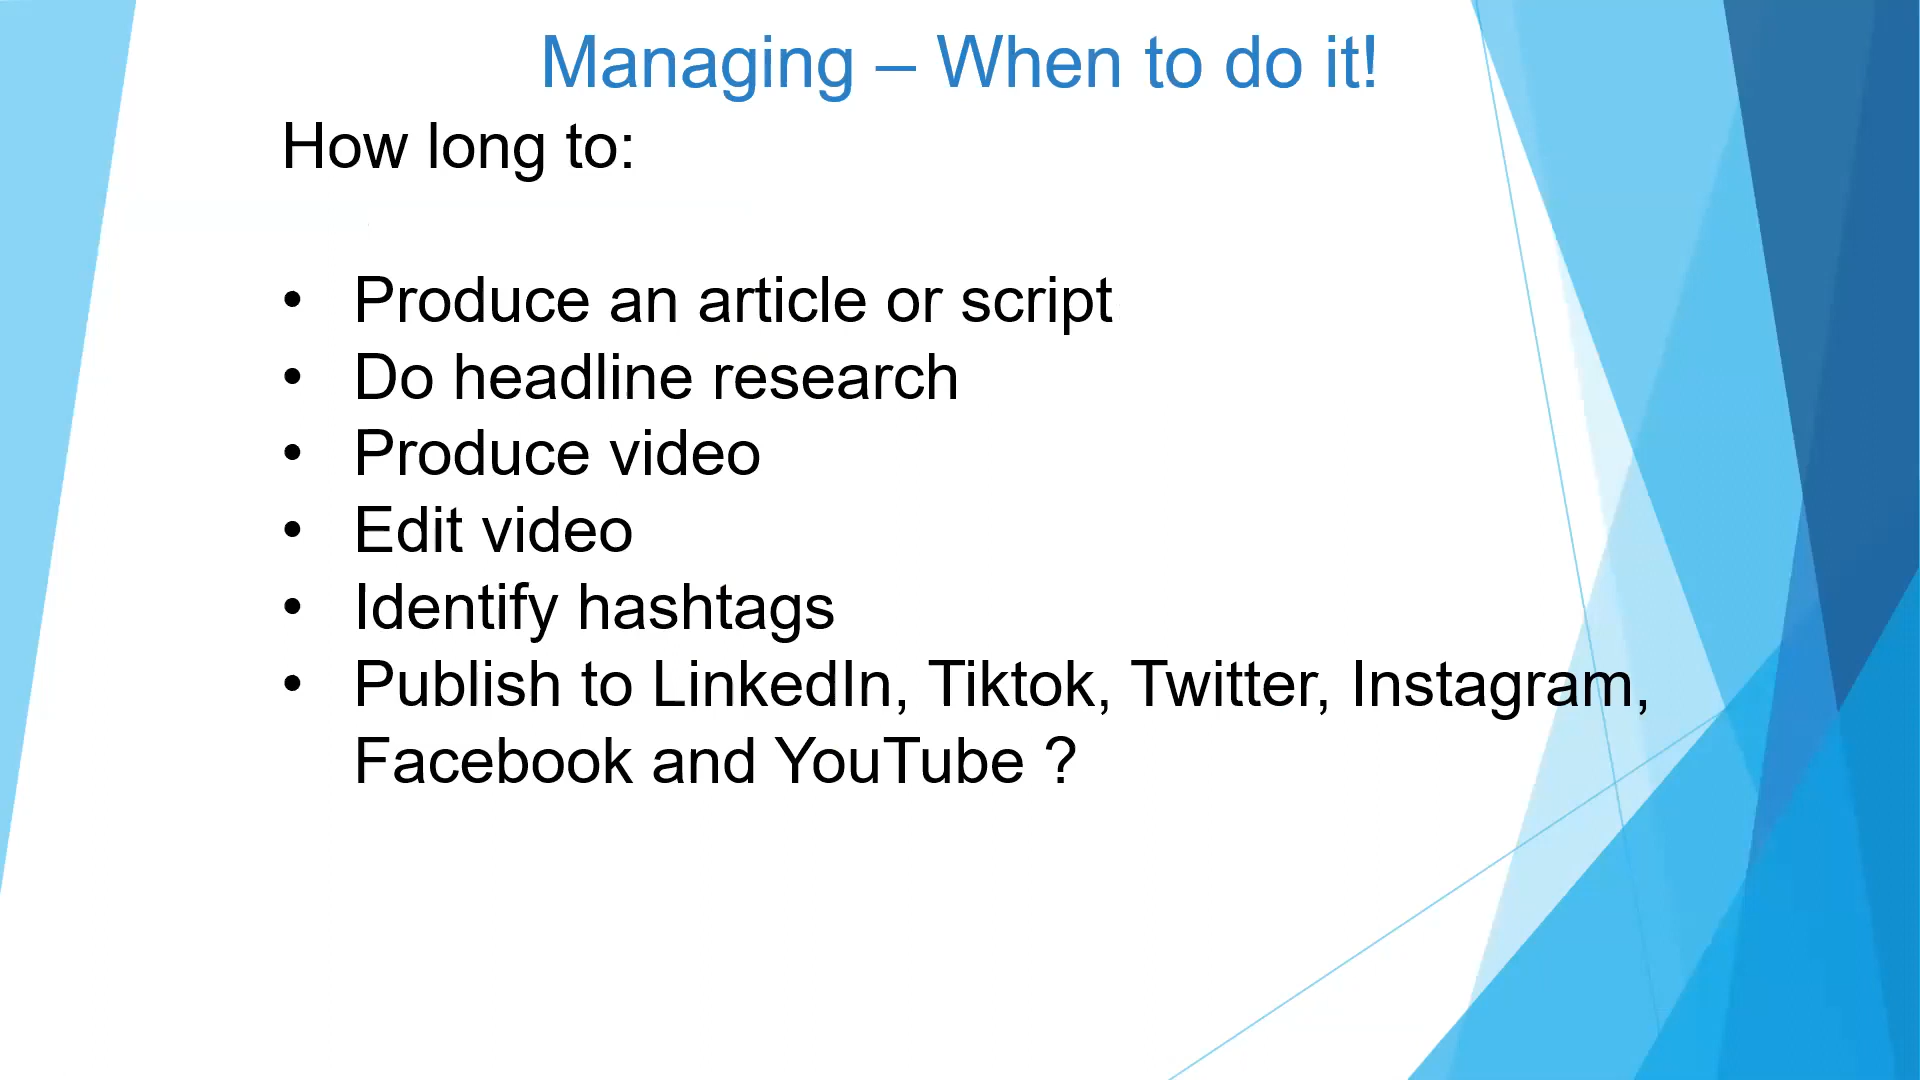 Managing – When to do it!
How long to:
• Produce an article or script
• Do headline research
• Produce video
• Edit video
• Identify hashtags
• Publish to LinkedIn, Tiktok, Twitter, Instagram,
Facebook and YouTube ?